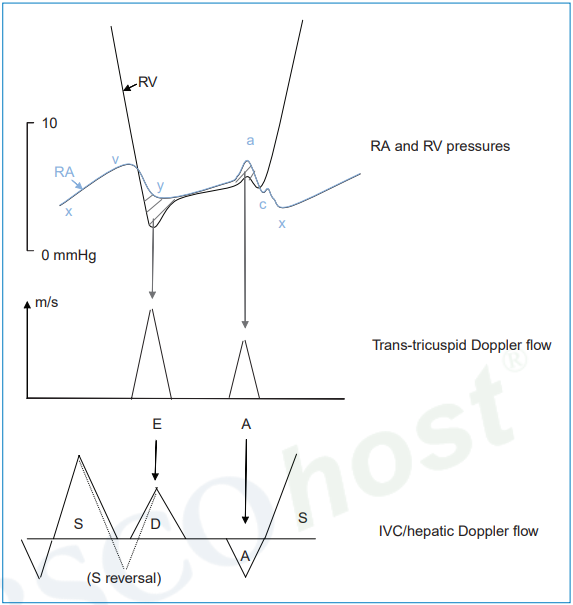 RV
10
RA
v
y
a
x
c
x
RA and RV pressures
0 mmHg
m/s
Trans-tricuspid Doppler flow
®
E
A
host
S
D
S
A
IVC/hepatic Doppler flow
(S reversal)
SCO